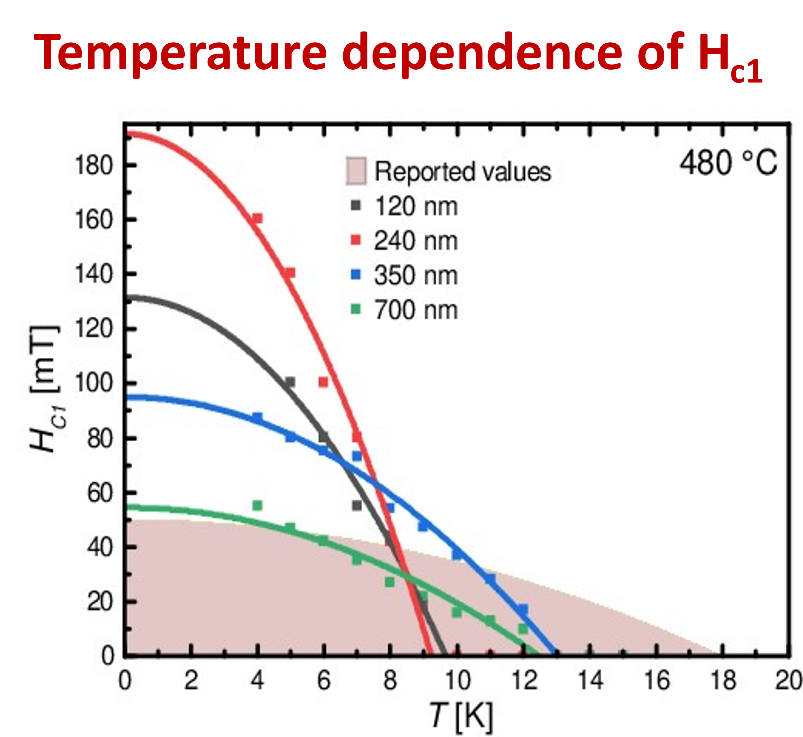 Temperature dependence of Hc1
480 °C
Reported values
120 nm
240 nm
350 nm
700 nm
180
160
140
120
100
80
60
40
20
0
HC1 [mT]
0 2 4 6 8 10 12 14 16 18 20
T [K]